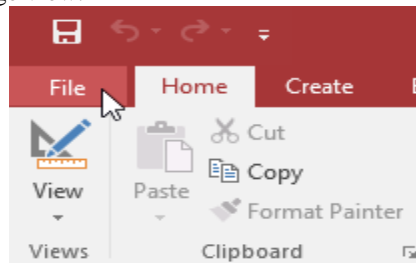 File Home Create
Cut
Copy
View Paste
Format Painter
Views Clipboard